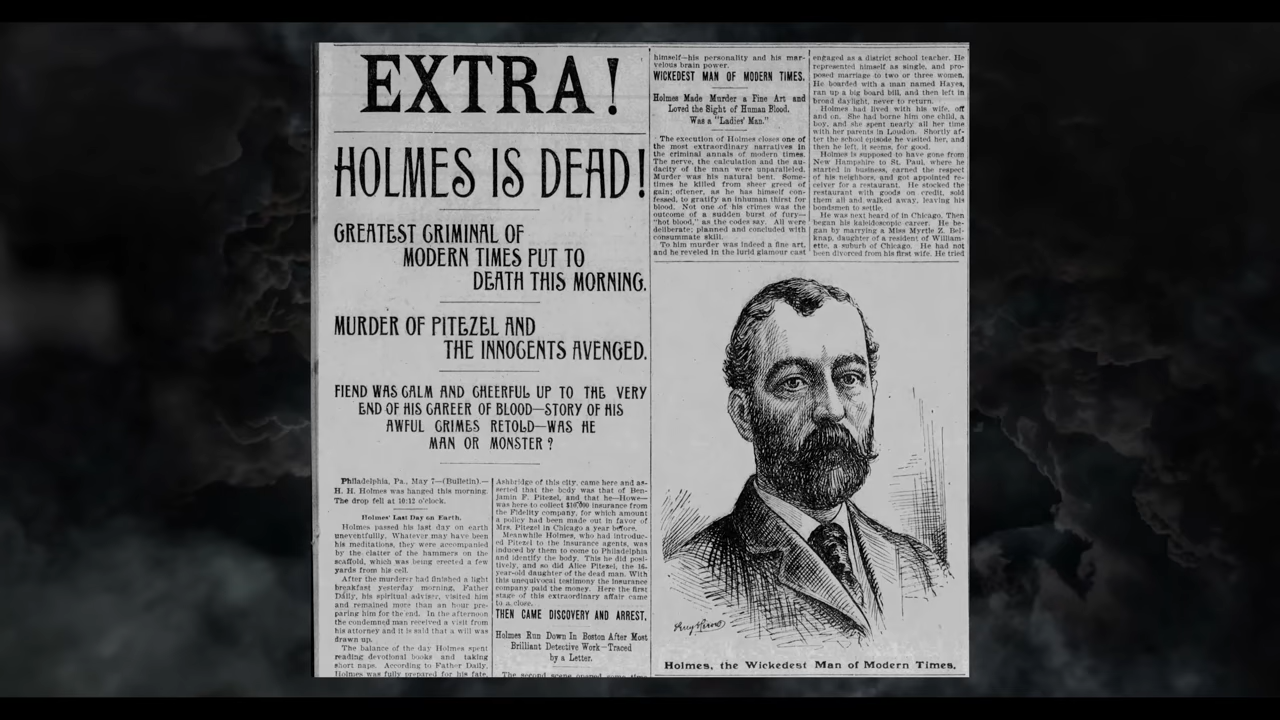 EXTRA!
HOLMES IS DEAD!
GREATEST CRIMINAL OF
MODERN TIMES PUT TO
DEATH THIS MORNING.
MURDER OF PITEZEL AND
THE INNOCENTS AVENGED.
FIEND WAS CALM AND CHEERFUL UP TO THE VERY
END OF HIS CAREER OF BLOOD—STORY OF HIS
AWFUL CRIMES RETOLD—WAS HE
MAN OR MONSTER?
Philadelphia, Pa., May 7—(Bulletin).—
H. H. Holmes was hanged this morning.
The drop fell at 10:12 o'clock.
Holmes' Last Day on Earth.
Holmes passed his last day on earth
uneventfully. Whatever may have been
his meditations, they were accompanied
by the clatter of the hammers on the
scaffold, which was being erected a few
yards from his cell.
After the murderer had finished a light
breakfast yesterday morning, Father
Daily, his spiritual adviser, visited him
and remained more than an hour pre-
paring him for the end. In the afternoon
the condemned man received a visit from
his attorney and it is said that a will was
drawn up.
The balance of the day Holmes spent
reading devotional books and taking
short naps. According to Father Daily,
Holmes was fully prepared for his fate,
Ashbridge of this city, came here and as-
serted that the body was that of Ben-
jamin F. Pitezel, and that he—Howe—
was here to collect $10,000 insurance from
the Fidelity company, for which amount
a policy had been made out in favor of
Mrs. Pitezel in Chicago a year before.
Meanwhile Holmes, who had introduc-
ed Pitezel to the insurance agents, was
induced by them to come to Philadelphia
and identify the body. This he did posi-
tively, and so did Alice Pitezel, the 16-
year-old daughter of the dead man. With
this unequivocal testimony the insurance
company paid the money. Here the first
stage of this extraordinary affair came
to a close.
THEN CAME DISCOVERY AND ARREST.
Holmes Run Down In Boston After Most
Brilliant Detective Work—Traced
by a Letter.
The second scene opened some time
himself—his personality and his mar-
velous brain power.
WICKEDEST MAN OF MODERN TIMES.
Holmes Made Murder a Fine Art and
Loved the Sight of Human Blood.
Was a "Ladies' Man."
The execution of Holmes closes one of
the most extraordinary narratives in
the criminal annals of modern times.
The nerve, the calculation and the au-
dacity of the man were unparalleled.
Murder was his natural bent. Some-
times he killed from sheer greed of
gain; oftener, as he has himself con-
fessed, to gratify an inhuman thirst for
blood. Not one of his crimes was the
outcome of a sudden burst of fury—
"hot blood," as the codes say. All were
deliberate; planned and concluded with
consummate skill.
To him murder was indeed a fine art,
and he reveled in the lurid glamour cast
engaged as a district school teacher. He
represented himself as single, and pro-
posed marriage to two or three women.
He boarded with a man named Hayes,
ran up a big board bill, and then left in
broad daylight, never to return.
Holmes had lived with his wife, off
and on. She had borne him one child, a
boy, and she spent nearly all her time
with her parents in Loudon. Shortly af-
ter the school episode he visited her, and
then he left, it seems, for good.
Holmes is supposed to have gone from
New Hampshire to St. Paul, where he
started in business, earned the respect
of his neighbors, and got appointed re-
ceiver for a restaurant. He stocked the
restaurant with goods on credit, sold
them all and walked away, leaving his
bondsmen to settle.
He was next heard of in Chicago. Then
began his kaleidoscopic career. He be-
gan by marrying a Miss Myrtle Z. Bel-
knap, daughter of a resident of William-
ette, a suburb of Chicago. He had not
been divorced from his first wife. He tried
Holmes, the Wickedest Man of Modern Times.